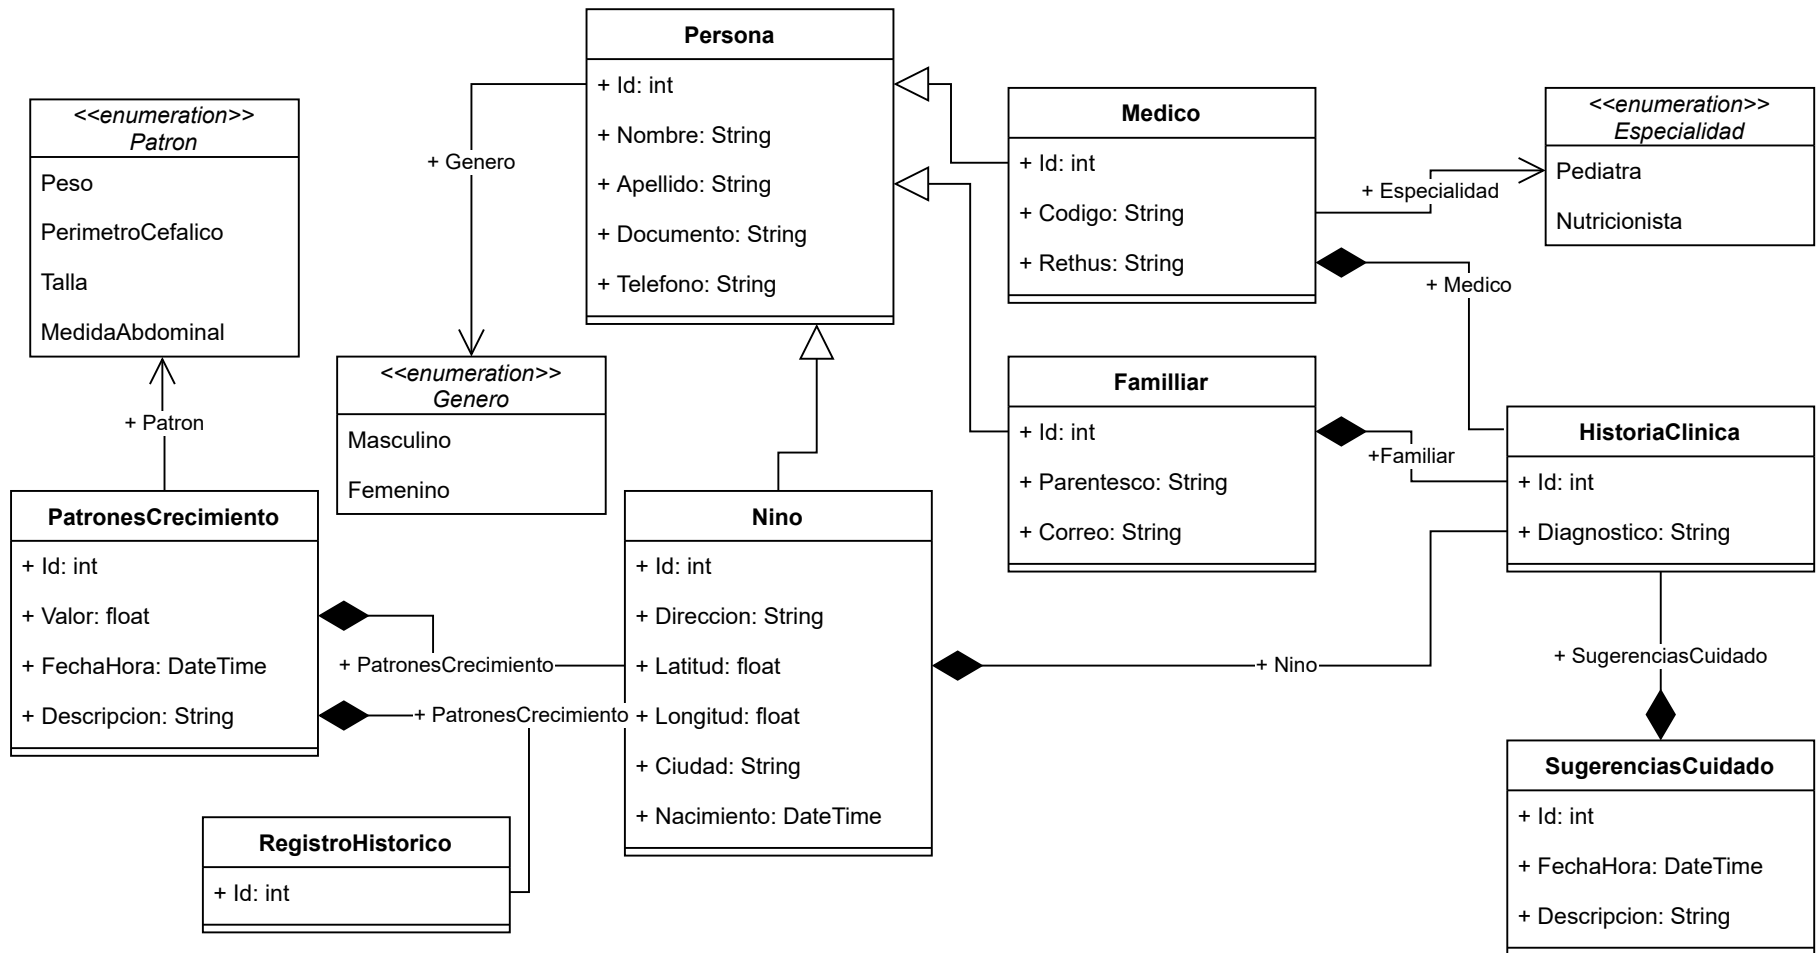 Persona
+ Id: int
+ Nombre: String
+ Apellido: String
+ Documento: String
+ Telefono: String
<<enumeration>>
Patron
Peso
PerimetroCefalico
Talla
MedidaAbdominal
+ Genero
Medico
+ Id: int
+ Codigo: String
+ Rethus: String
+ Especialidad
<<enumeration>>
Especialidad
Pediatra
Nutricionista
+ Medico
<<enumeration>>
Genero
Masculino
Femenino
Familliar
+ Id: int
+ Parentesco: String
+ Correo: String
+Familiar
HistoriaClinica
+ Id: int
+ Diagnostico: String
+ Patron
PatronesCrecimiento
+ Id: int
+ Valor: float
+ FechaHora: DateTime
+ Descripcion: String
+ PatronesCrecimiento
+ PatronesCrecimiento
Nino
+ Id: int
+ Direccion: String
+ Latitud: float
+ Longitud: float
+ Ciudad: String
+ Nacimiento: DateTime
+ Nino
+ SugerenciasCuidado
RegistroHistorico
+ Id: int
SugerenciasCuidado
+ Id: int
+ FechaHora: DateTime
+ Descripcion: String